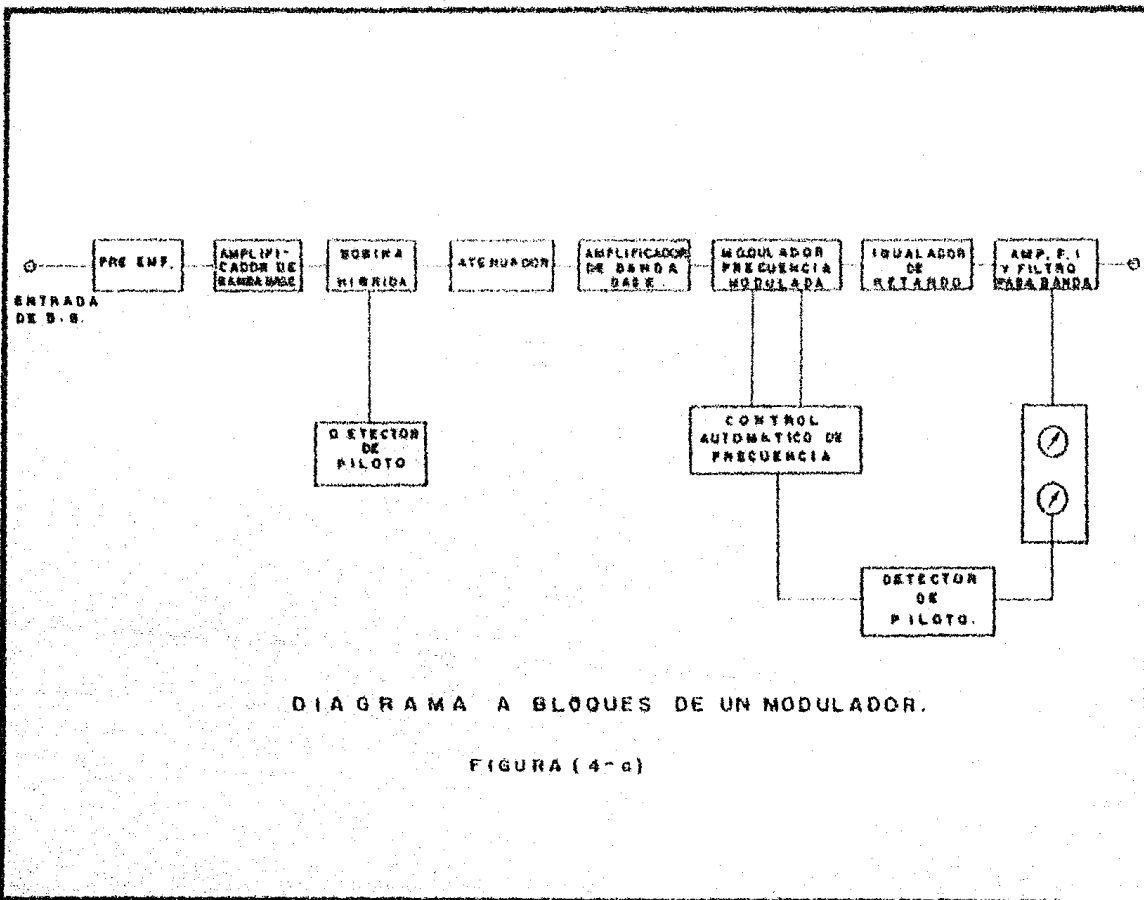 PRE ENF.
AMPLIFI-
CADOR DE
BANDA BASE
BOBINA
HIBRIDA
ATENUADOR
AMPLIFICADOR
DE BANDA
BASE.
MODULADOR
FRECUENCIA
MODULADA
IGUALADOR
DE
RETARDO
AMP. F. I
Y FILTRO
PASA BANDA
ENTRADA
DE B. B.
DETECTOR
DE
PILOTO
CONTROL
AUTOMATICO DE
FRECUENCIA
DETECTOR
DE
PILOTO.
DIAGRAMA A BLOQUES DE UN MODULADOR.
FIGURA (4-a)